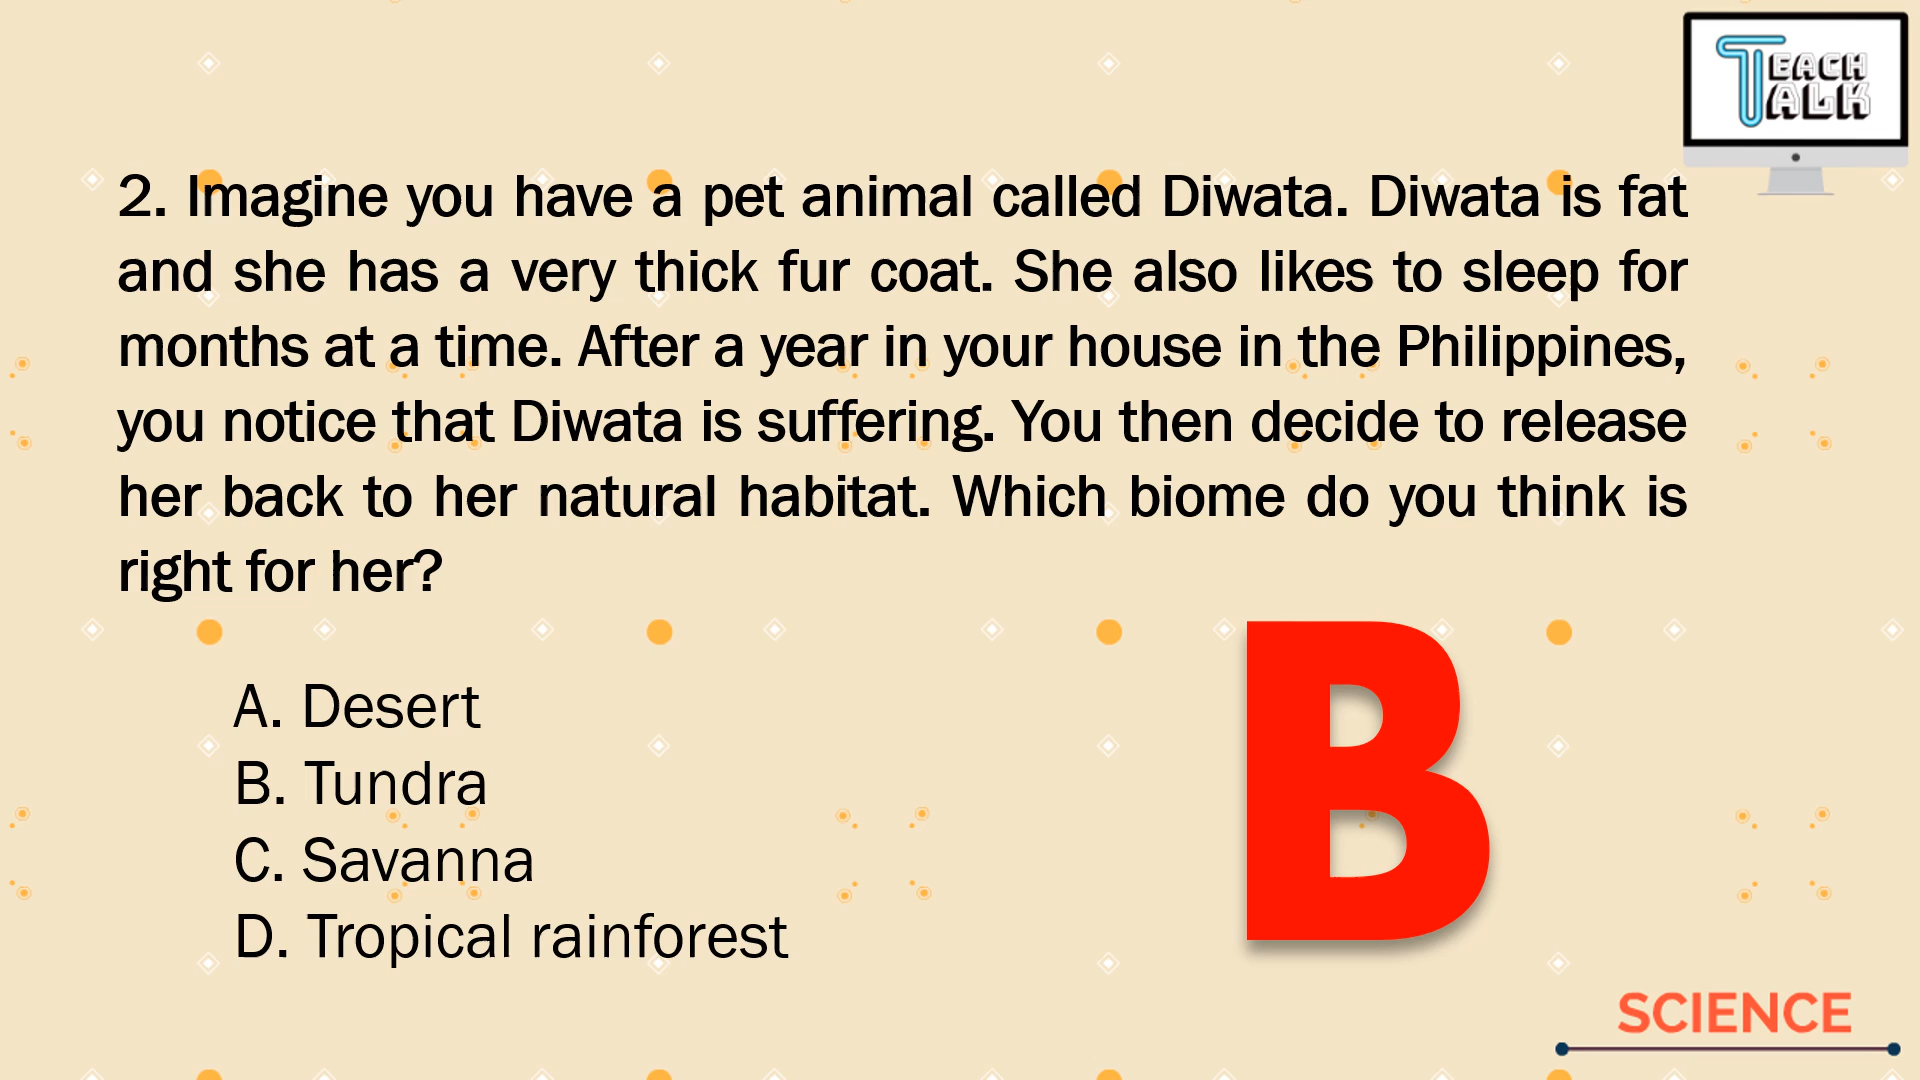 TEACH
TALK
2. Imagine you have a pet animal called Diwata. Diwata is fat
and she has a very thick fur coat. She also likes to sleep for
months at a time. After a year in your house in the Philippines,
you notice that Diwata is suffering. You then decide to release
her back to her natural habitat. Which biome do you think is
right for her?
A. Desert
B. Tundra
C. Savanna
D. Tropical rainforest
B
SCIENCE